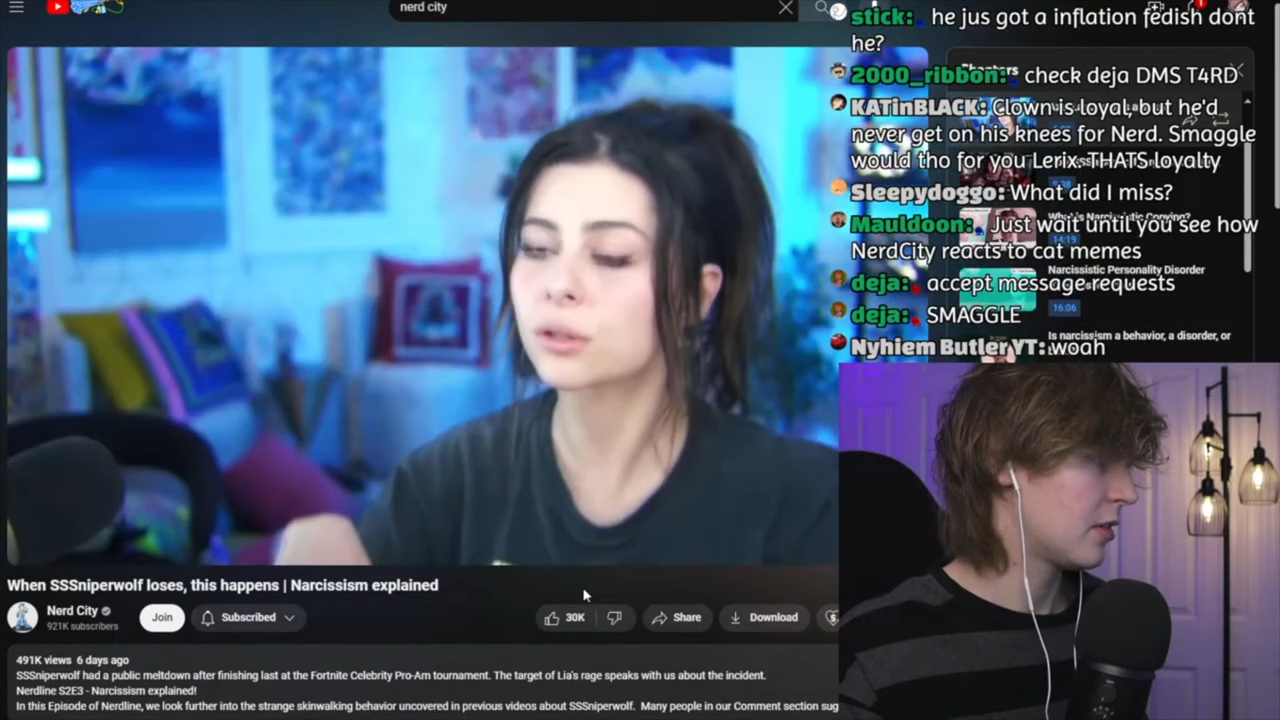 nerd city
stick: he jus got a inflation fedish dont
he?
2000_ribbon: check deja DMS T4RD
KATinBLACK: Clown is loyal, but he'd
never get on his knees for Nerd. Smaggle
would tho for you Lerix. THATS loyalty
Sleepydoggo: What did I miss?
Mauldoon: Just wait until you see how
NerdCity reacts to cat memes
deja: accept message requests
deja: SMAGGLE
Nyhiem Butler YT: woah
Chapters
14:19
Narcissistic Personality Disorder
16:06
Is narcissism a behavior, a disorder, or
When SSSniperwolf loses, this happens | Narcissism explained
Nerd City
921K subscribers
Join
Subscribed
30K
Share
Download
491K views 6 days ago
SSSniperwolf had a public meltdown after finishing last at the Fortnite Celebrity Pro-Am tournament. The target of Lia's rage speaks with us about the incident.
Nerdline S2E3 - Narcissism explained!
In this Episode of Nerdline, we look further into the strange skinwalking behavior uncovered in previous videos about SSSniperwolf. Many people in our Comment section sug